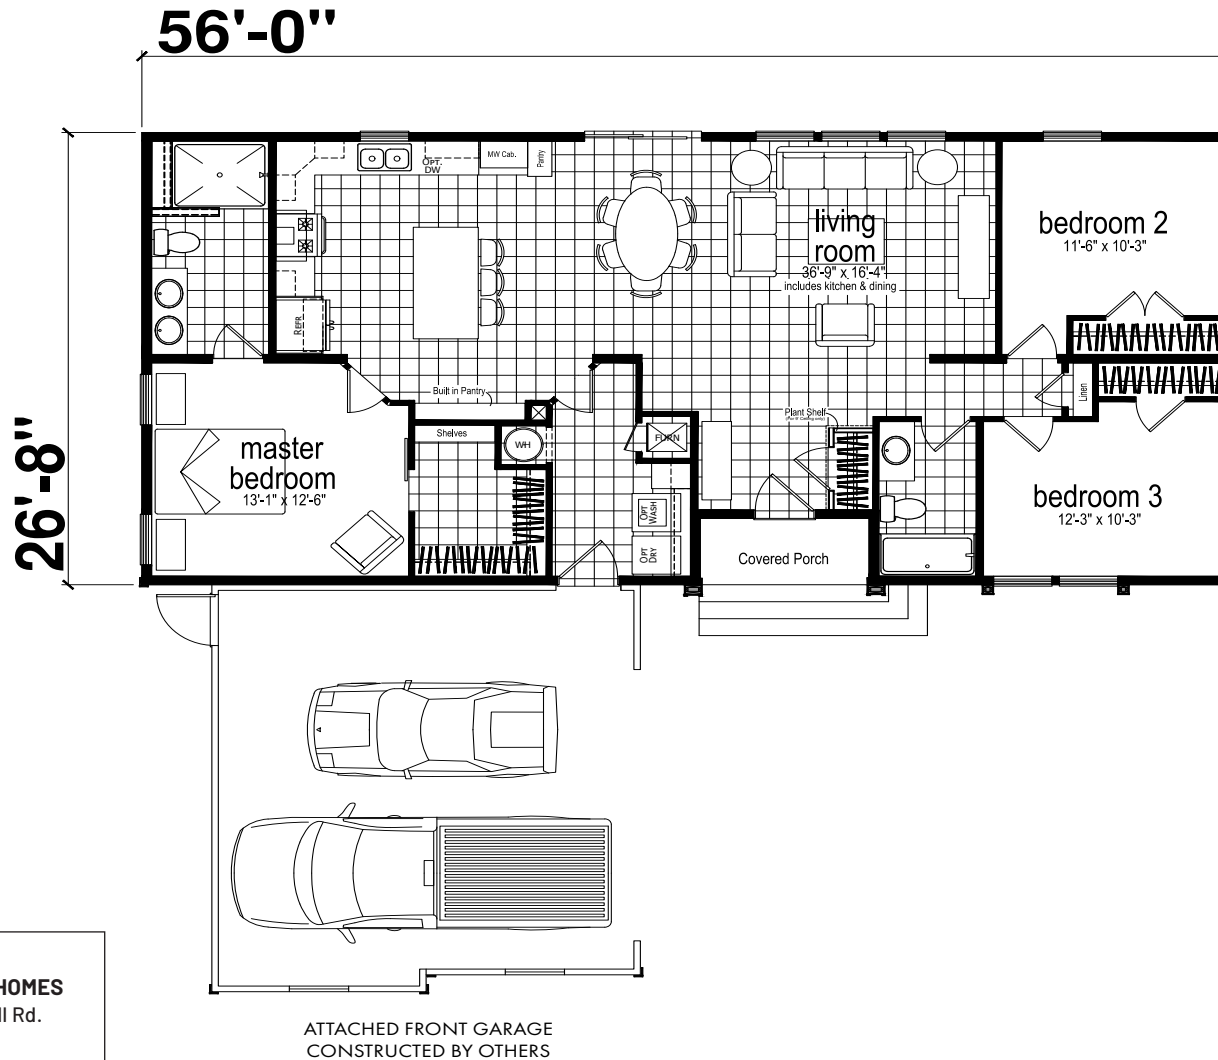 56'-0"
26'-8"
OPT.
DW
MW Cab.
Pantry
living
room
36'-9" x 16'-4"
includes kitchen & dining
bedroom 2
11'-6" x 10'-3"
REFR
Built in Pantry
Shelves
WH
FURN
Plant Shelf
Linen
master
bedroom
13'-1" x 12'-6"
OPT
WASH
OPT
DRY
Covered Porch
bedroom 3
12'-3" x 10'-3"
HOMES
ll Rd.
ATTACHED FRONT GARAGE
CONSTRUCTED BY OTHERS